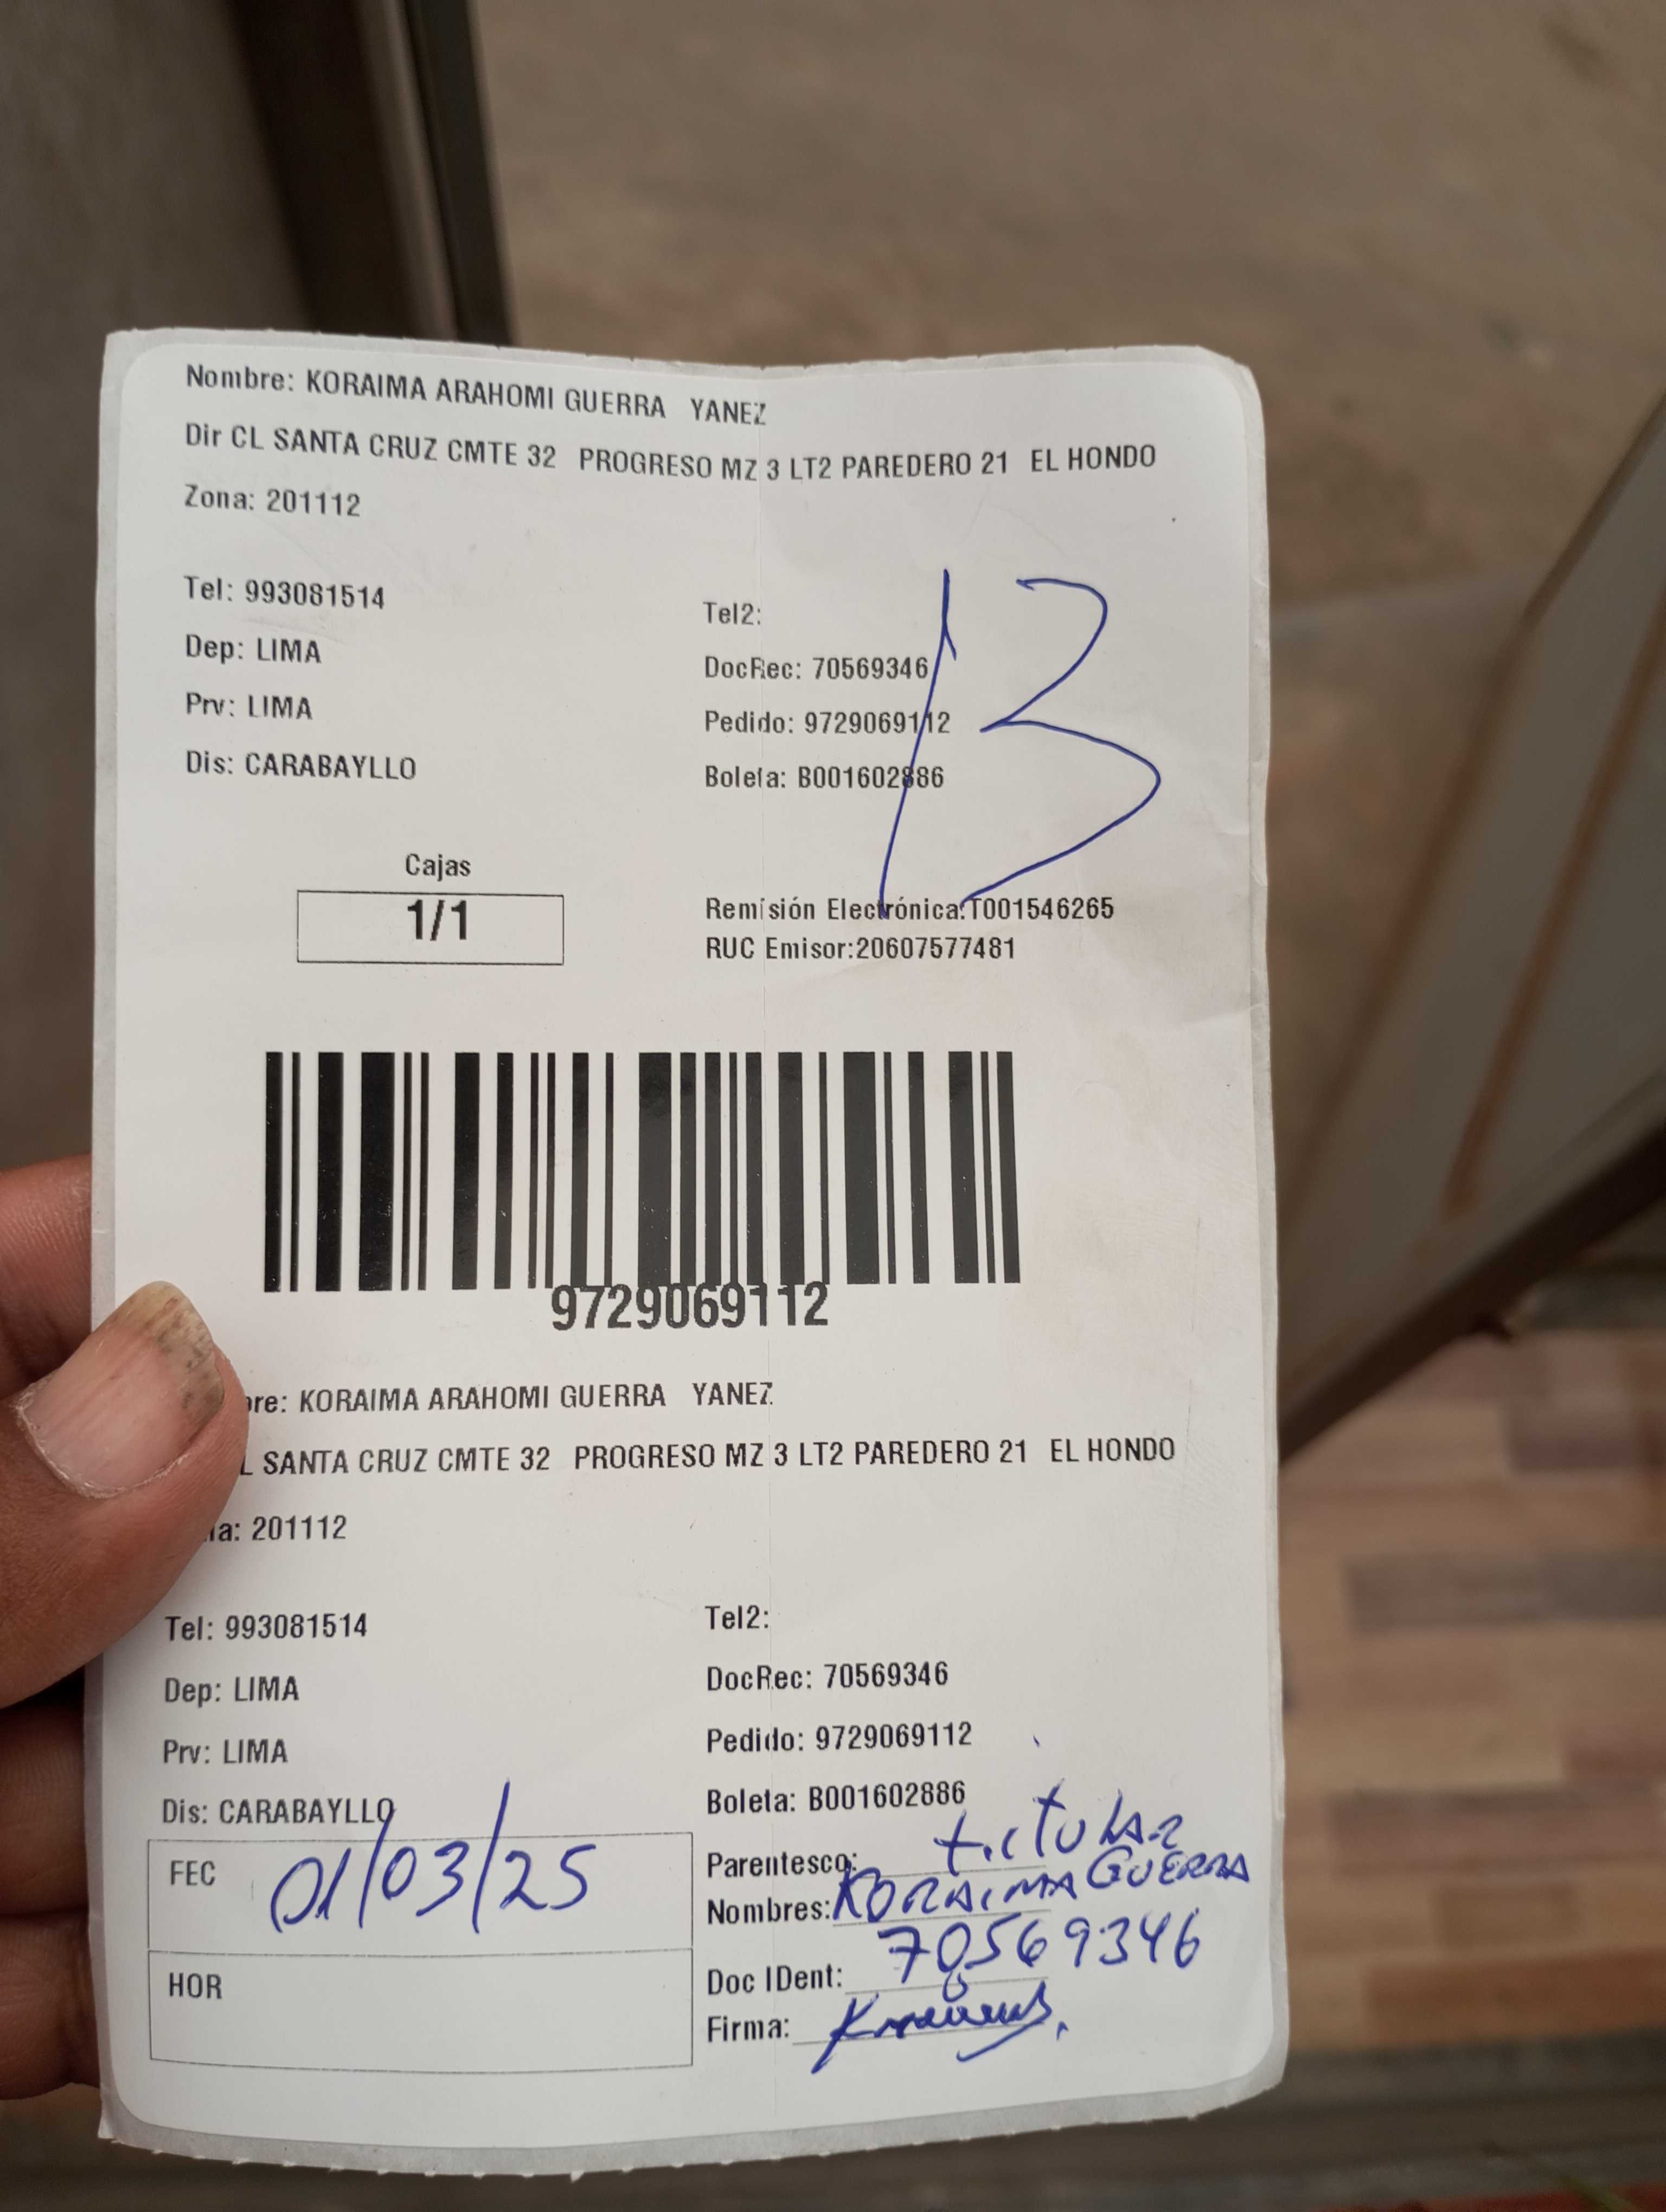 Nombre: KORAIMA ARAHOMI GUERRA YANEZ
Dir CL SANTA CRUZ CMTE 32 PROGRESO MZ 3 LT2 PAREDERO 21 EL HONDO
Zona: 201112
Tel: 993081514
Dep: LIMA
Prv: LIMA
Dis: CARABAYLLO
Tel2:
DocRec: 70569346
Pedido: 9729069112
Boleta: B001602886
13
Cajas
1/1
Remisión Electrónica:T001546265
RUC Emisor:20607577481
9729069112
bre: KORAIMA ARAHOMI GUERRA YANEZ
L SANTA CRUZ CMTE 32 PROGRESO MZ 3 LT2 PAREDERO 21 EL HONDO
na: 201112
Tel: 993081514
Dep: LIMA
Prv: LIMA
Dis: CARABAYLLO
Tel2:
DocRec: 70569346
Pedido: 9729069112
Boleta: B001602886
FEC 01/03/25
HOR
Parentesco: titular
Nombres: KORAIMA GUERRA
Doc IDent: 70569346
Firma: